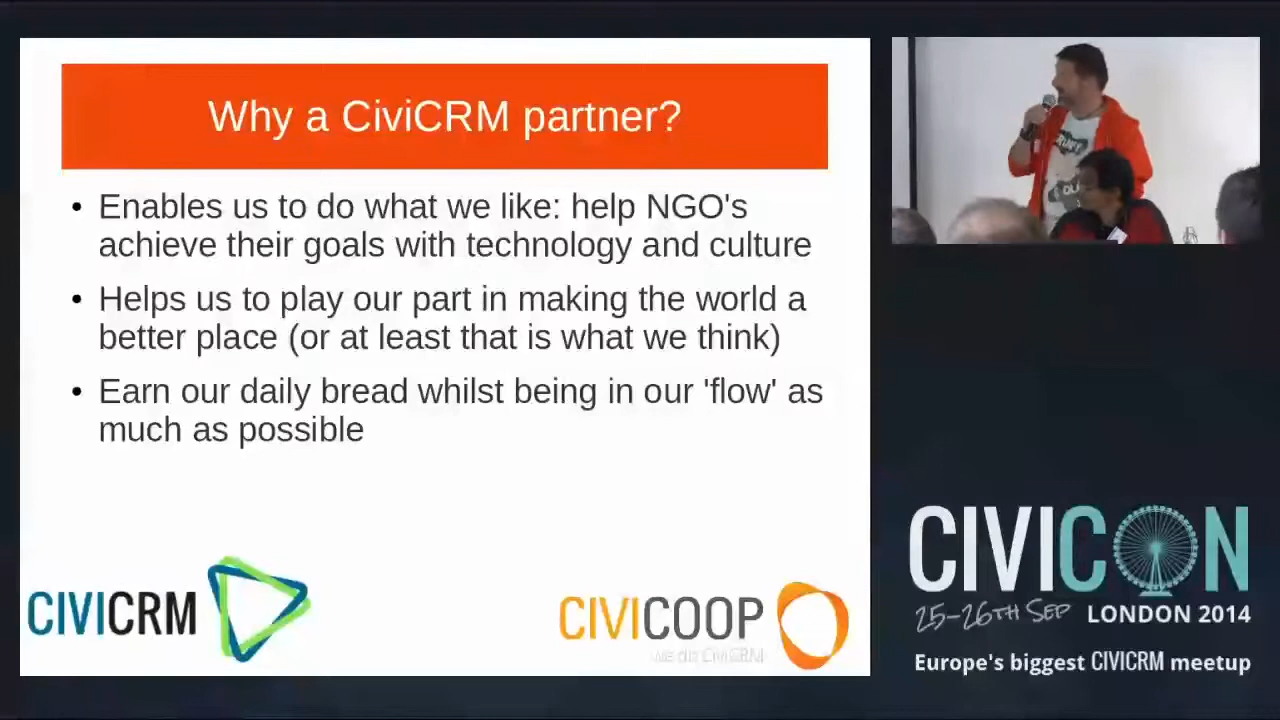 Why a CiviCRM partner?
• Enables us to do what we like: help NGO's
achieve their goals with technology and culture
• Helps us to play our part in making the world a
better place (or at least that is what we think)
• Earn our daily bread whilst being in our 'flow' as
much as possible
CIVICRM
CIVICOOP
we do CiviCRM
CIVICON
25-26TH SEP LONDON 2014
Europe's biggest CIVICRM meetup